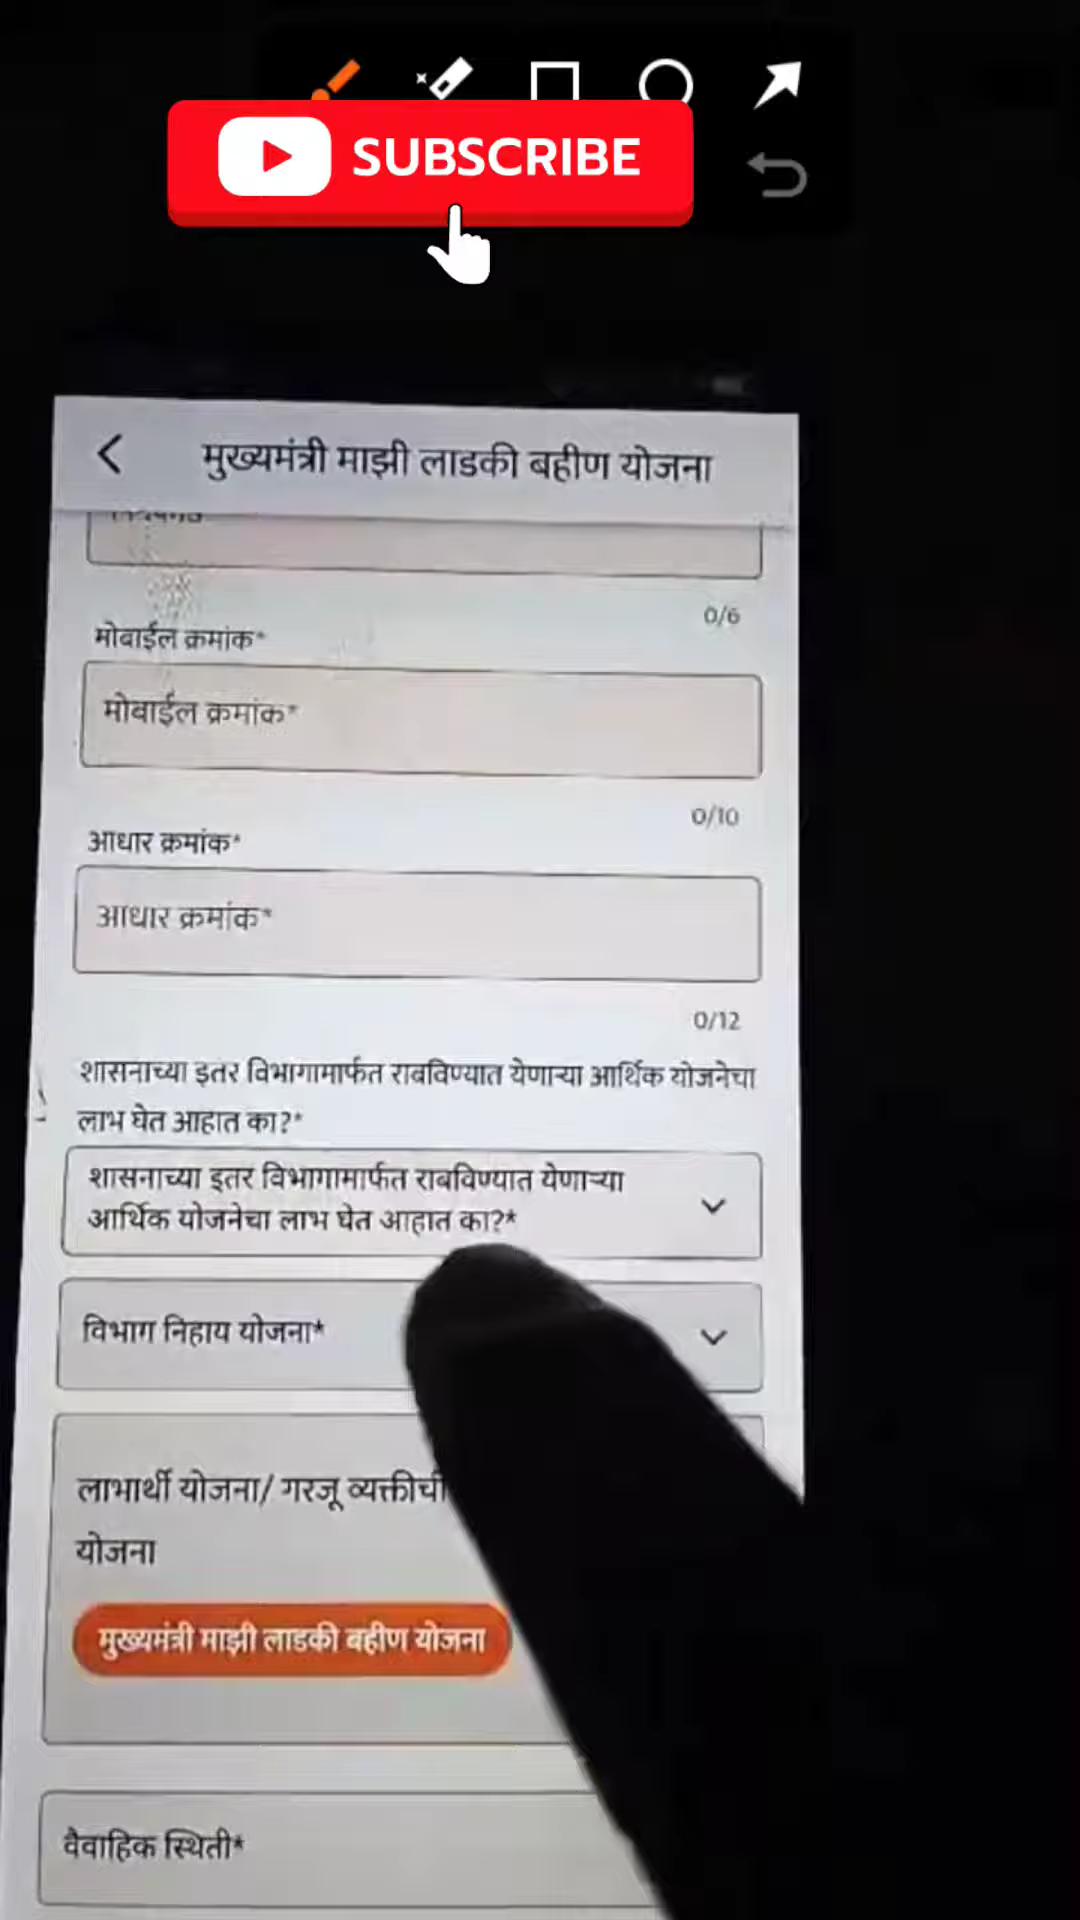 SUBSCRIBE
मुख्यमंत्री माझी लाडकी बहीण योजना
0/6
मोबाईल क्रमांक*
मोबाईल क्रमांक*
0/10
आधार क्रमांक*
आधार क्रमांक*
0/12
शासनाच्या इतर विभागामार्फत राबविण्यात येणाऱ्या आर्थिक योजनेचा
लाभ घेत आहात का?*
शासनाच्या इतर विभागामार्फत राबविण्यात येणाऱ्या
आर्थिक योजनेचा लाभ घेत आहात का?*
विभाग निहाय योजना*
लाभार्थी योजना/ गरजू व्यक्तीची
योजना
मुख्यमंत्री माझी लाडकी बहीण योजना
वैवाहिक स्थिती*